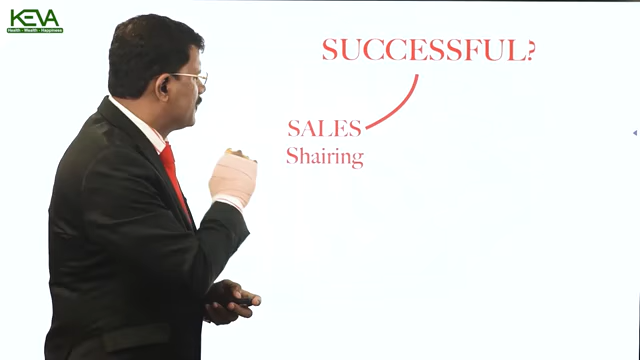 KEVA
Health - Wealth - Happiness
SUCCESSFUL?
SALES
Shairing